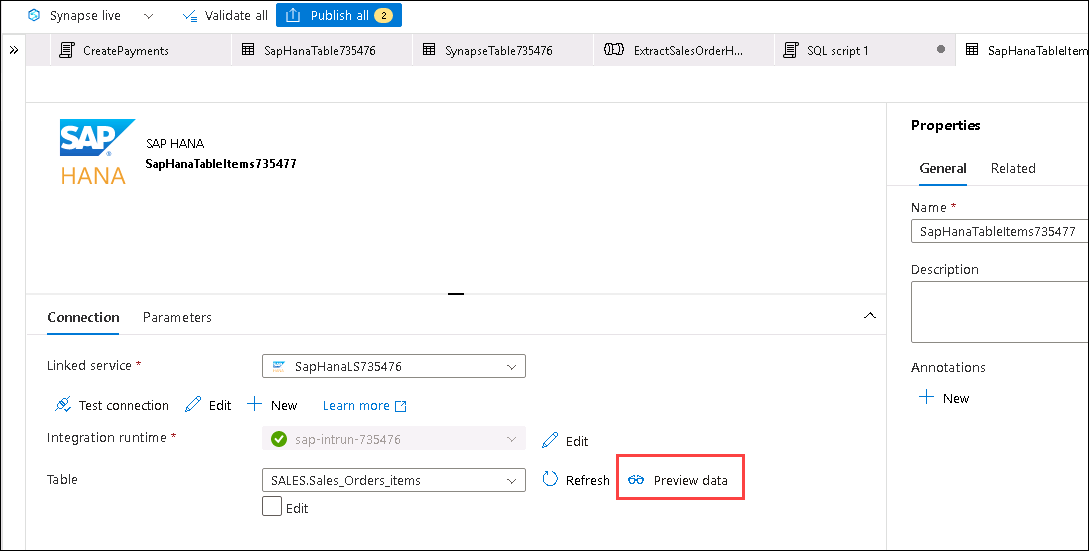 Synapse live Validate all Publish all 2
CreatePayments SapHanaTable735476 SynapseTable735476 ExtractSalesOrderH... SQL script 1 SapHanaTableItem
SAP HANA
SAP HANA
SapHanaTableItems735477
Properties
General Related
Name *
SapHanaTableItems735477
Description
Annotations
New
Connection Parameters
Linked service * SapHanaLS735476
Test connection Edit New Learn more
Integration runtime * sap-intrun-735476 Edit
Table SALES.Sales_Orders_items Refresh Preview data
Edit